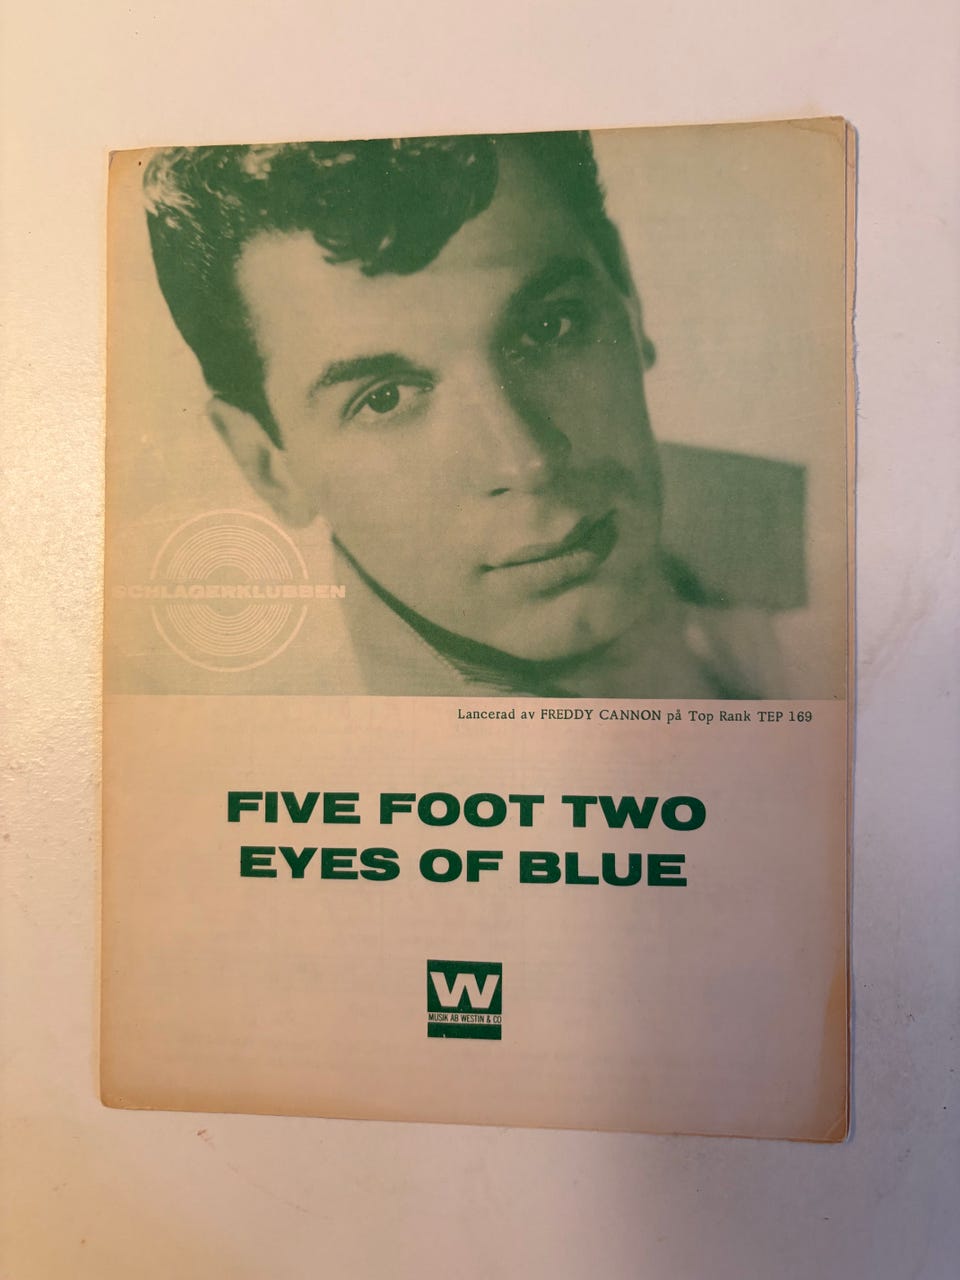 SCHLAGERKLUBBEN
Lancerad av FREDDY CANNON på Top Rank TEP 169
FIVE FOOT TWO
EYES OF BLUE
W
MUSIK AB WESTIN & CO